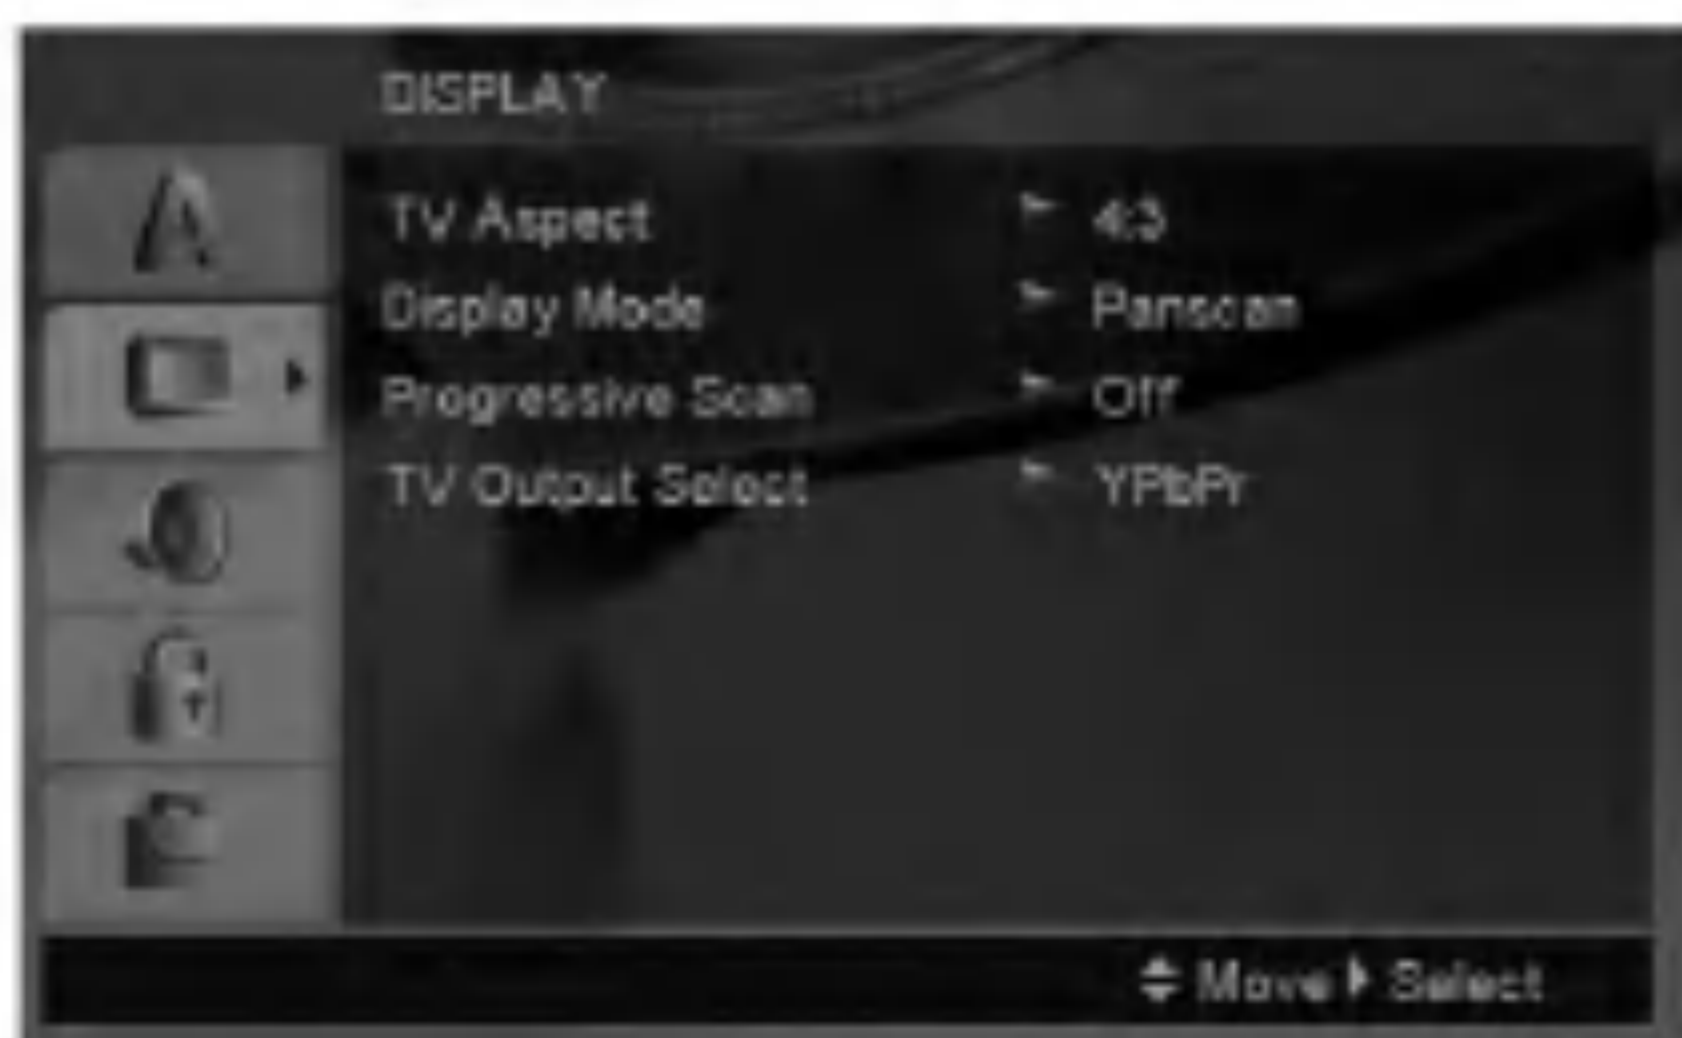 DISPLAY
TV Aspect 4:3
Display Mode Panscan
Progressive Scan Off
TV Output Select YPbPr
Move Select